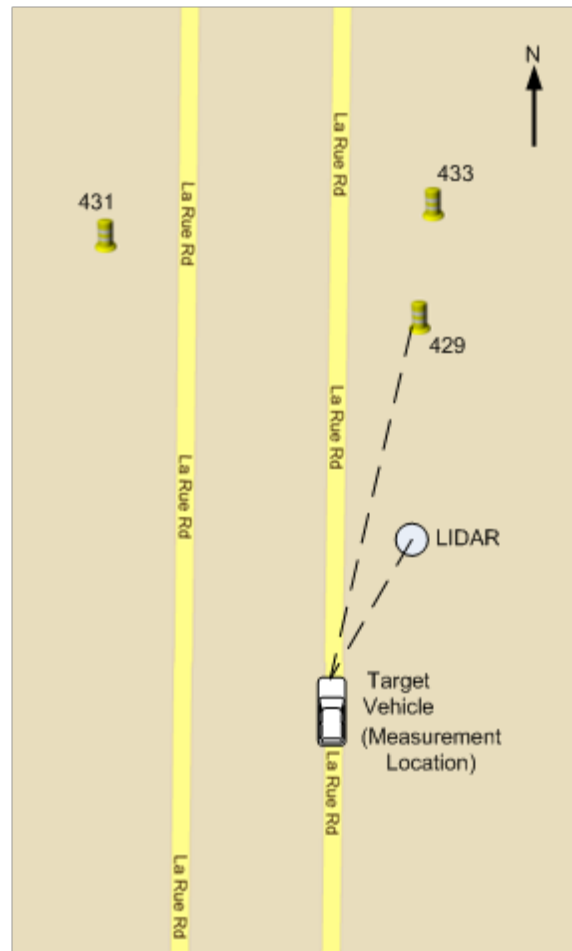 N
La Rue Rd
433
431
La Rue Rd
429
La Rue Rd
La Rue Rd
LIDAR
Target
Vehicle
(Measurement
Location)
La Rue Rd
La Rue Rd